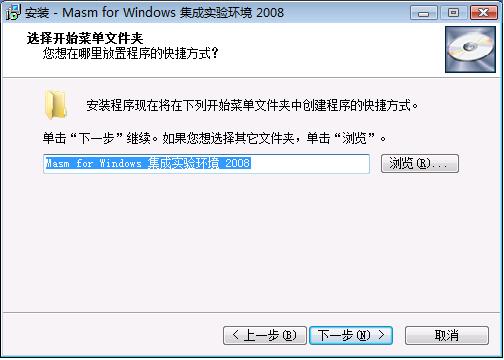 安装 - Masm for Windows 集成实验环境 2008
选择开始菜单文件夹
您想在哪里放置程序的快捷方式?
安装程序现在将在下列开始菜单文件夹中创建程序的快捷方式。
单击“下一步”继续。如果您想选择其它文件夹，单击“浏览”。
Masm for Windows 集成实验环境 2008 浏览(R)...
< 上一步(B) 下一步(N) > 取消